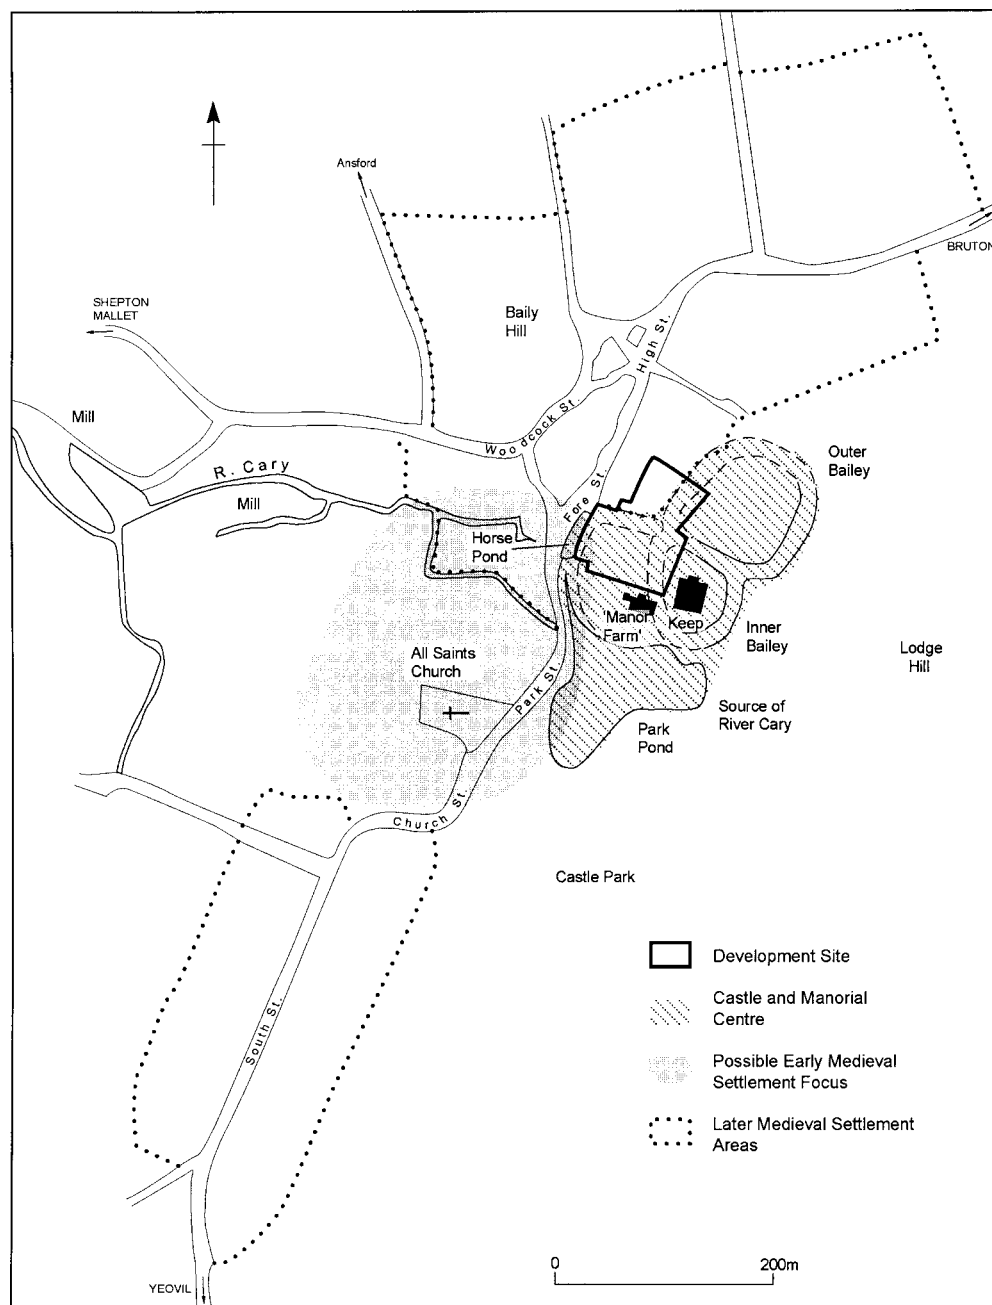 Ansford
BRUTON
SHEPTON
MALLET
Baily
Hill
High St.
Mill
Woodcock St.
R. Cary
Mill
Fore St.
Outer
Bailey
Horse
Pond
'Manor
Farm'
Keep
Inner
Bailey
Lodge
Hill
All Saints
Church
Park St.
Source of
River Cary
Park
Pond
Church St.
Castle Park
South St.
Development Site
Castle and Manorial
Centre
Possible Early Medieval
Settlement Focus
Later Medieval Settlement
Areas
0
200m
YEOVIL